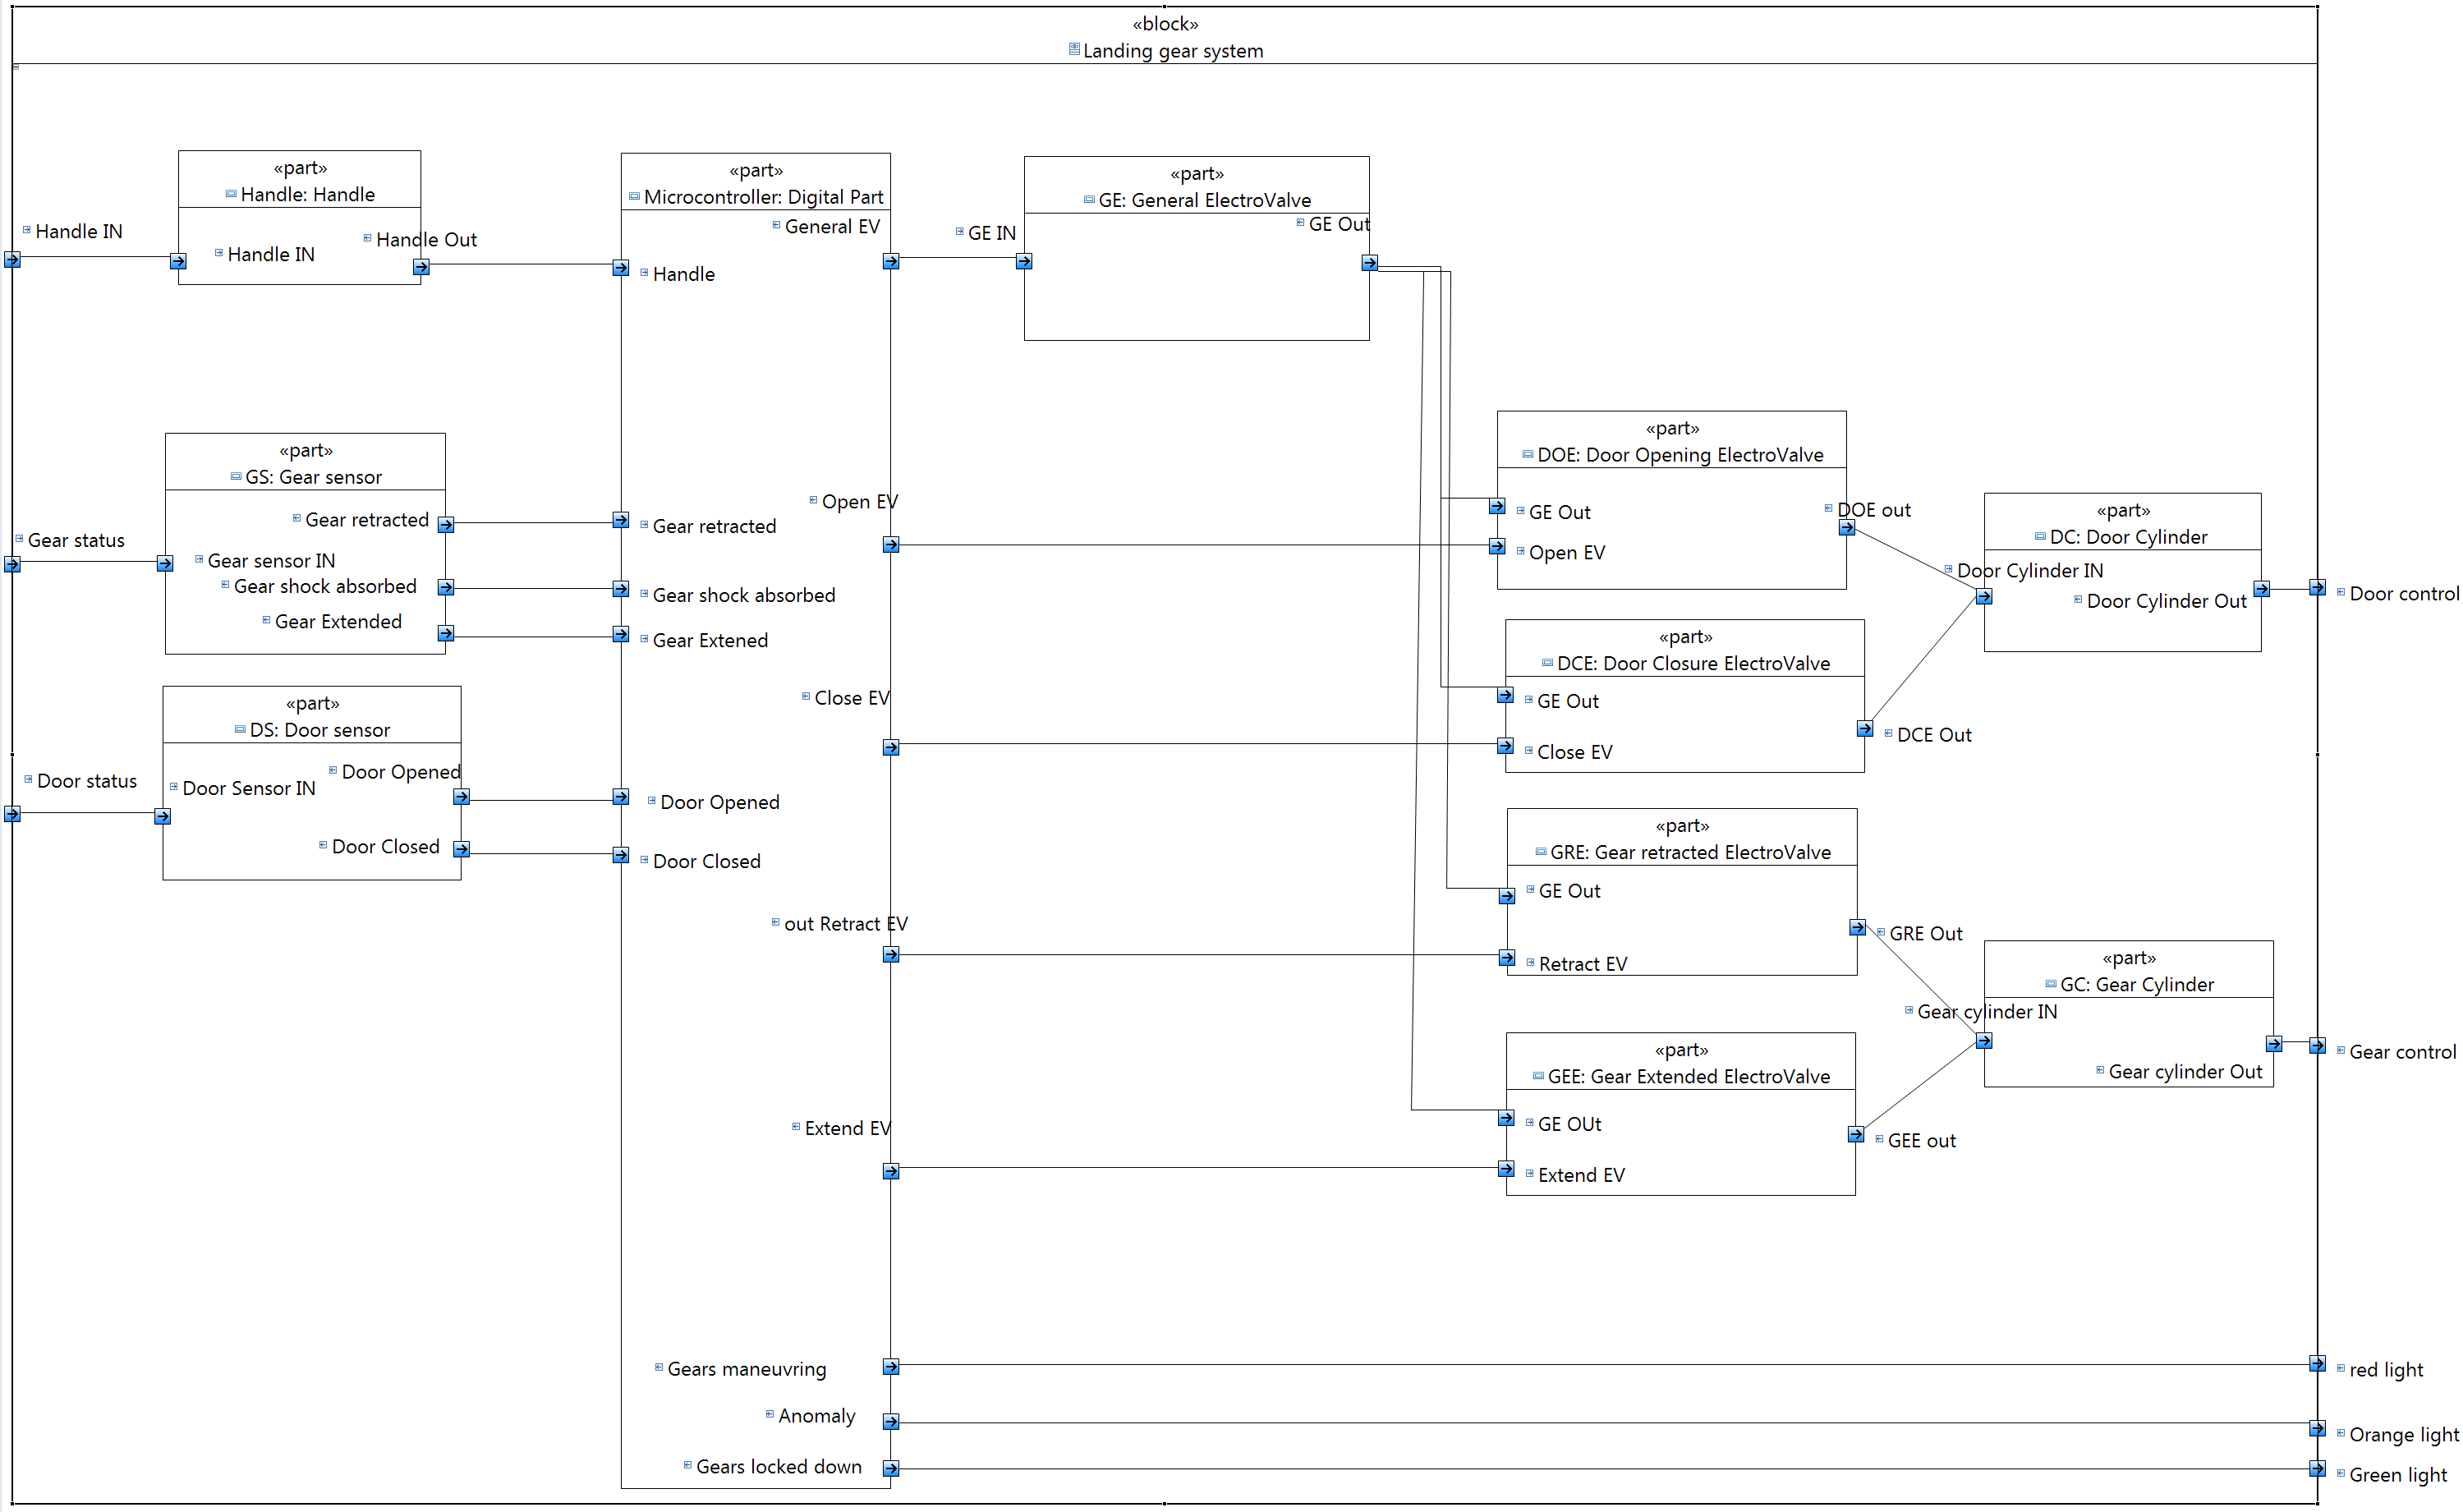 «block»
Landing gear system
«part»
Handle: Handle
Handle IN
Handle IN
Handle Out
«part»
Microcontroller: Digital Part
General EV
Handle
«part»
GE: General ElectroValve
GE IN
GE Out
«part»
GS: Gear sensor
Gear status
Gear retracted
Gear sensor IN
Gear shock absorbed
Gear Extended
Open EV
Gear retracted
Gear shock absorbed
Gear Extened
«part»
DOE: Door Opening ElectroValve
GE Out
Open EV
DOE out
«part»
DC: Door Cylinder
Door Cylinder IN
Door Cylinder Out
Door control
«part»
DS: Door sensor
Door status
Door Sensor IN
Door Opened
Door Closed
Close EV
Door Opened
Door Closed
«part»
DCE: Door Closure ElectroValve
GE Out
Close EV
DCE Out
out Retract EV
«part»
GRE: Gear retracted ElectroValve
GE Out
Retract EV
GRE Out
«part»
GC: Gear Cylinder
Gear cylinder IN
Gear cylinder Out
Gear control
Extend EV
«part»
GEE: Gear Extended ElectroValve
GE OUt
Extend EV
GEE out
Gears maneuvring
red light
Anomaly
Orange light
Gears locked down
Green light